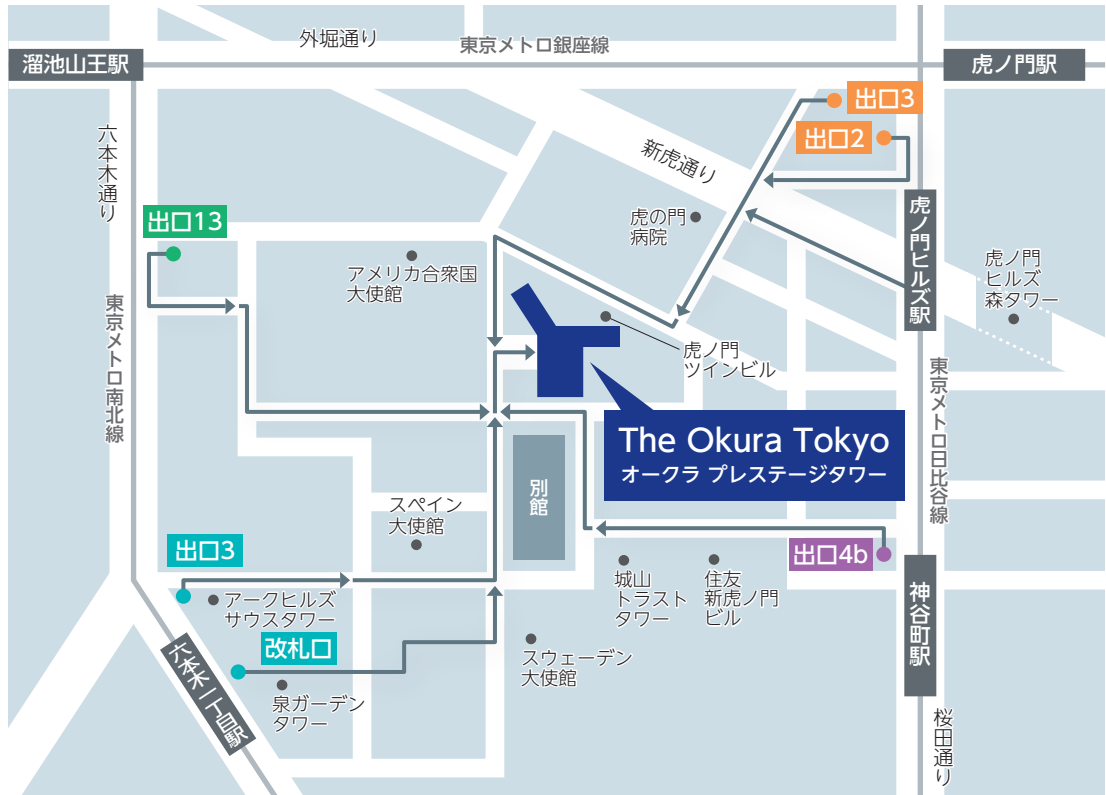 外堀通り
東京メトロ銀座線
溜池山王駅
虎ノ門駅
出口3
出口2
六本木通り
新虎通り
出口13
虎の門
病院
虎ノ門ヒルズ駅
アメリカ合衆国
大使館
虎ノ門
ヒルズ
森タワー
東京メトロ南北線
虎ノ門
ツインビル
東京メトロ日比谷線
The Okura Tokyo
オークラ プレステージタワー
別館
スペイン
大使館
出口3
出口4b
アークヒルズ
サウスタワー
城山
トラスト
タワー
住友
新虎ノ門
ビル
神谷町駅
改札口
六本木一丁目駅
スウェーデン
大使館
泉ガーデン
タワー
桜田通り